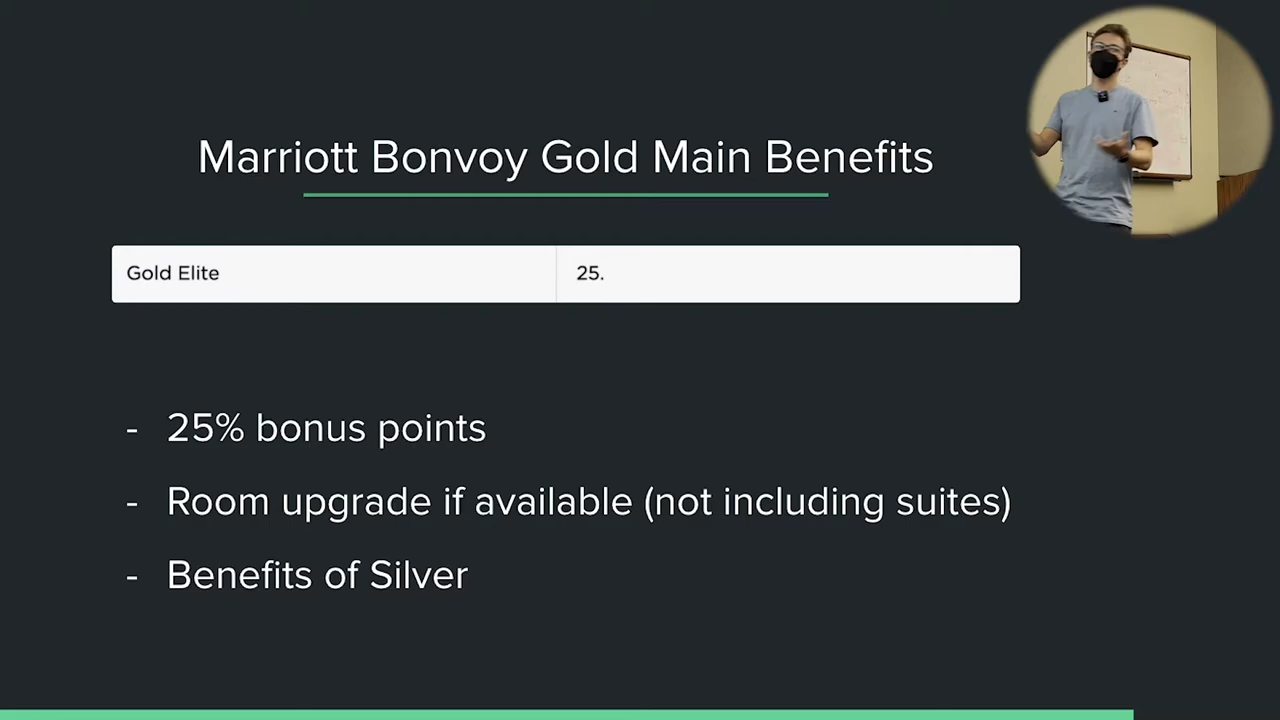 Marriott Bonvoy Gold Main Benefits
Gold Elite 25.
- 25% bonus points
- Room upgrade if available (not including suites)
- Benefits of Silver